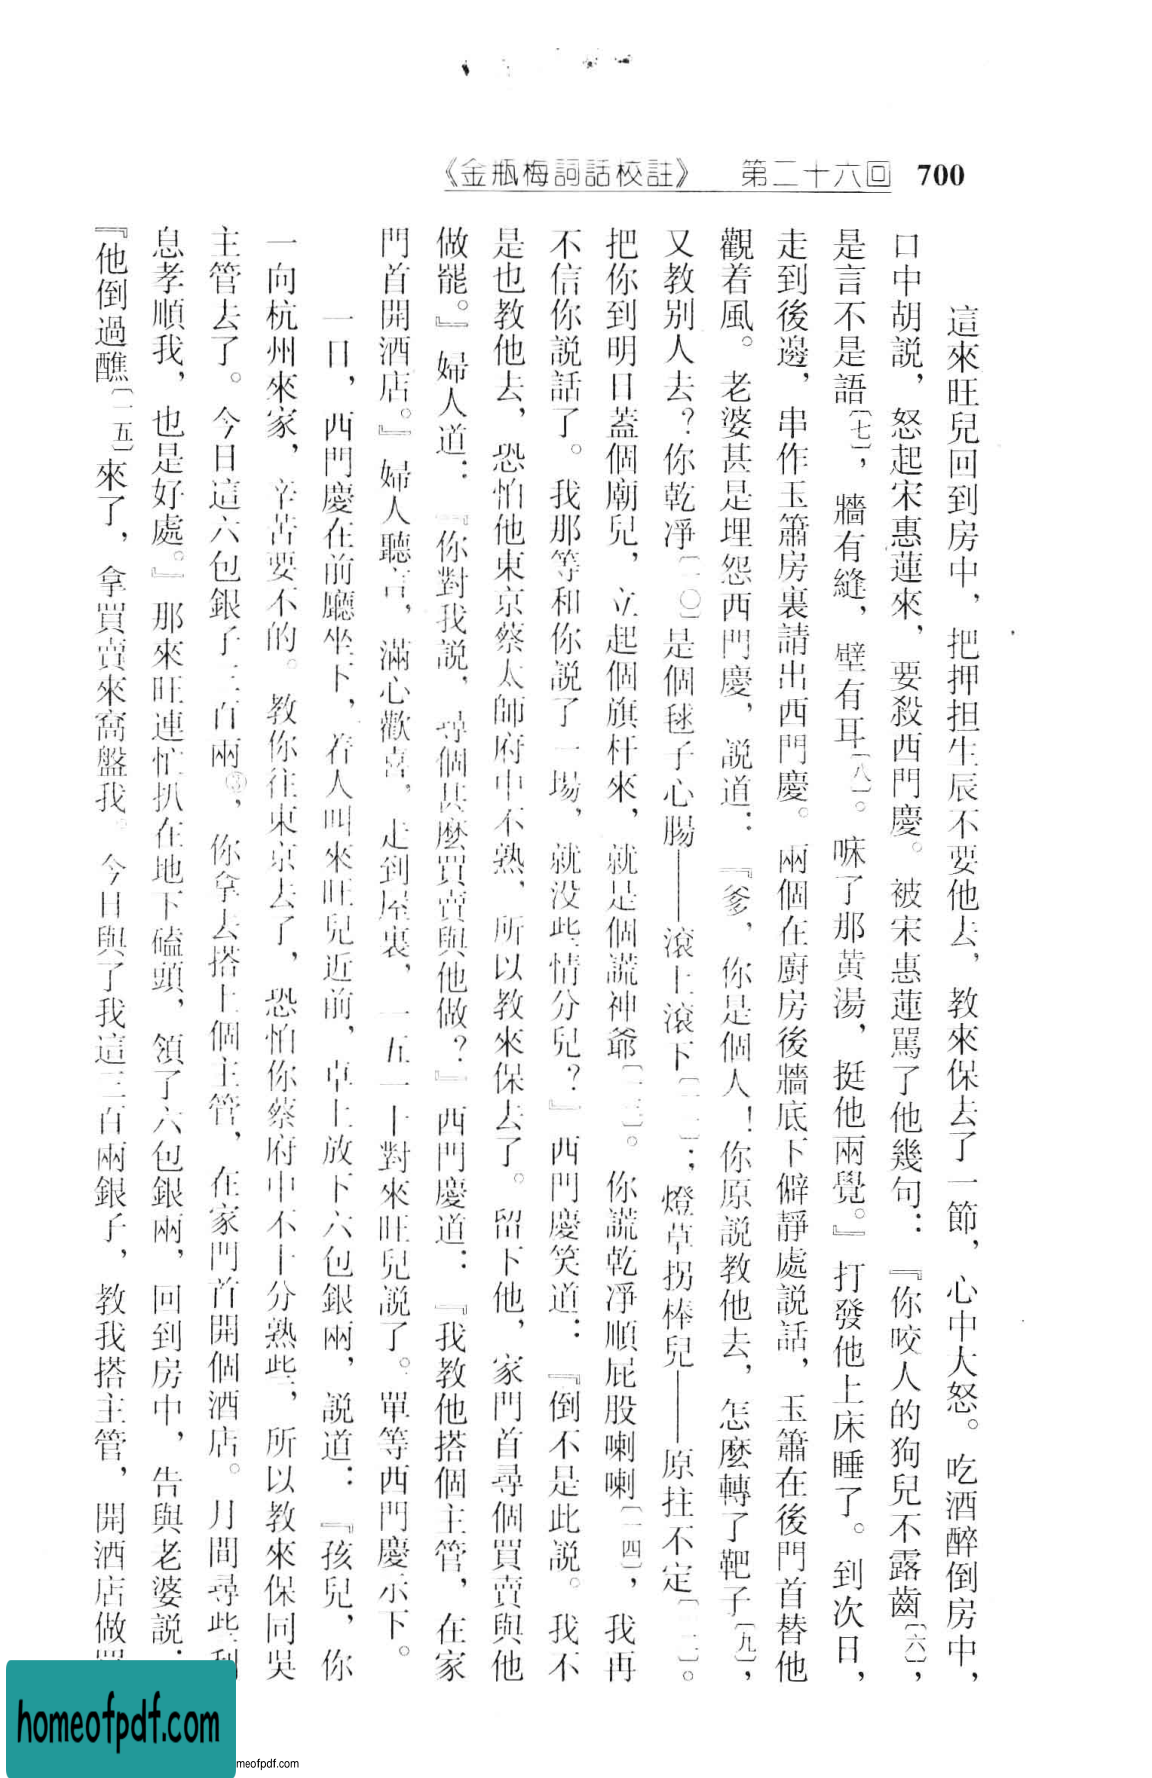 《金瓶梅詞話校註》 第二十六回 700
這來旺兒回到房中，把押担生辰不要他去，教來保去了一節，心中大怒。吃酒醉倒房中，
口中胡説，怒起宋惠蓮來，要殺西門慶。被宋惠蓮駡了他幾句：『你咬人的狗兒不露齒〔六〕，
是言不是語〔七〕，牆有縫，壁有耳〔八〕。㖠了那黃湯，挺他兩覺。』打發他上床睡了。到次日，
走到後邊，串作玉簫房裏請出西門慶。兩個在廚房後牆底下僻静處説話，玉簫在後門首替他
觀着風。老婆甚是埋怨西門慶，説道：『爹，你是個人！你原説教他去，怎麼轉了靶子〔九〕，
又教别人去？你乾凈〔一〇〕是個毬子心腸——滾上滾下〔一一〕；燈草拐棒兒——原拄不定〔一二〕。
把你到明日蓋個廟兒，立起個旗杆來，就是個謊神爺〔一三〕。你謊乾凈順屁股喇喇〔一四〕，我再
不信你説話了。我那等和你説了一場，就没些情分兒？』西門慶笑道：『倒不是此説。我不
是也教他去，恐怕他東京蔡太師府中不熟，所以教來保去了。留下他，家門首尋個買賣與他
做罷。』婦人道：『你對我説，尋個甚麼買賣與他做？』西門慶道：『我教他搭個主管，在家
門首開酒店。』婦人聽言，滿心歡喜，走到屋裏，一五一十對來旺兒説了。單等西門慶示下。
一日，西門慶在前廳坐下，着人叫來旺兒近前，卓上放下六包銀兩，説道：『孩兒，你
一向杭州來家，辛苦要不的。教你往東京去了，恐怕你蔡府中不十分熟些，所以教來保同吳
主管去了。今日這六包銀子三百兩③，你拿去搭上個主管，在家門首開個酒店。月間尋些利
息孝順我，也是好處。』那來旺連忙扒在地下磕頭，領了六包銀兩，回到房中，告與老婆説：
『他倒過醮〔一五〕來了，拿買賣來窩盤我。今日與了我這三百兩銀子，教我搭主管，開酒店做買
homeofpdf.com
meofpdf.com